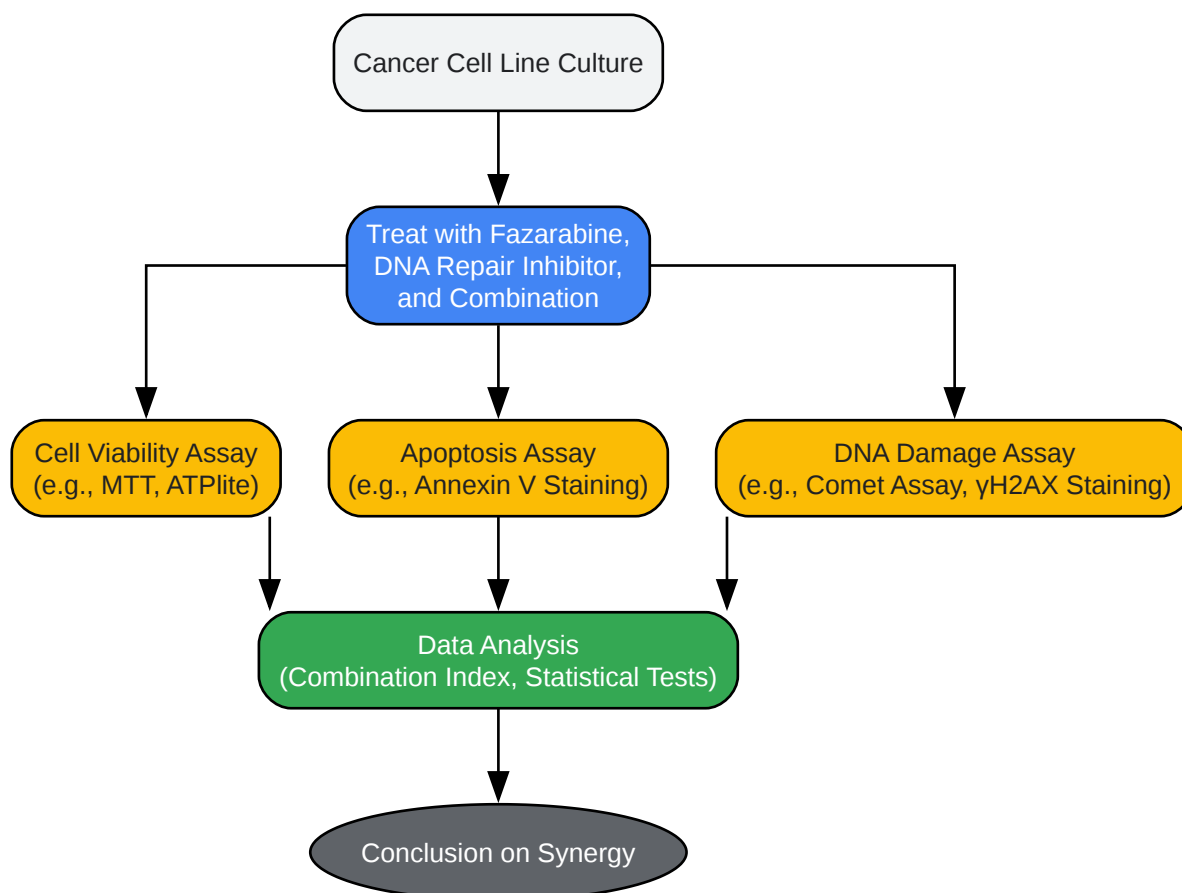 Cancer Cell Line Culture
Treat with Fazarabine,
DNA Repair Inhibitor,
and Combination
Cell Viability Assay
(e.g., MTT, ATPlite)
Apoptosis Assay
(e.g., Annexin V Staining)
DNA Damage Assay
(e.g., Comet Assay, γH2AX Staining)
Data Analysis
(Combination Index, Statistical Tests)
Conclusion on Synergy